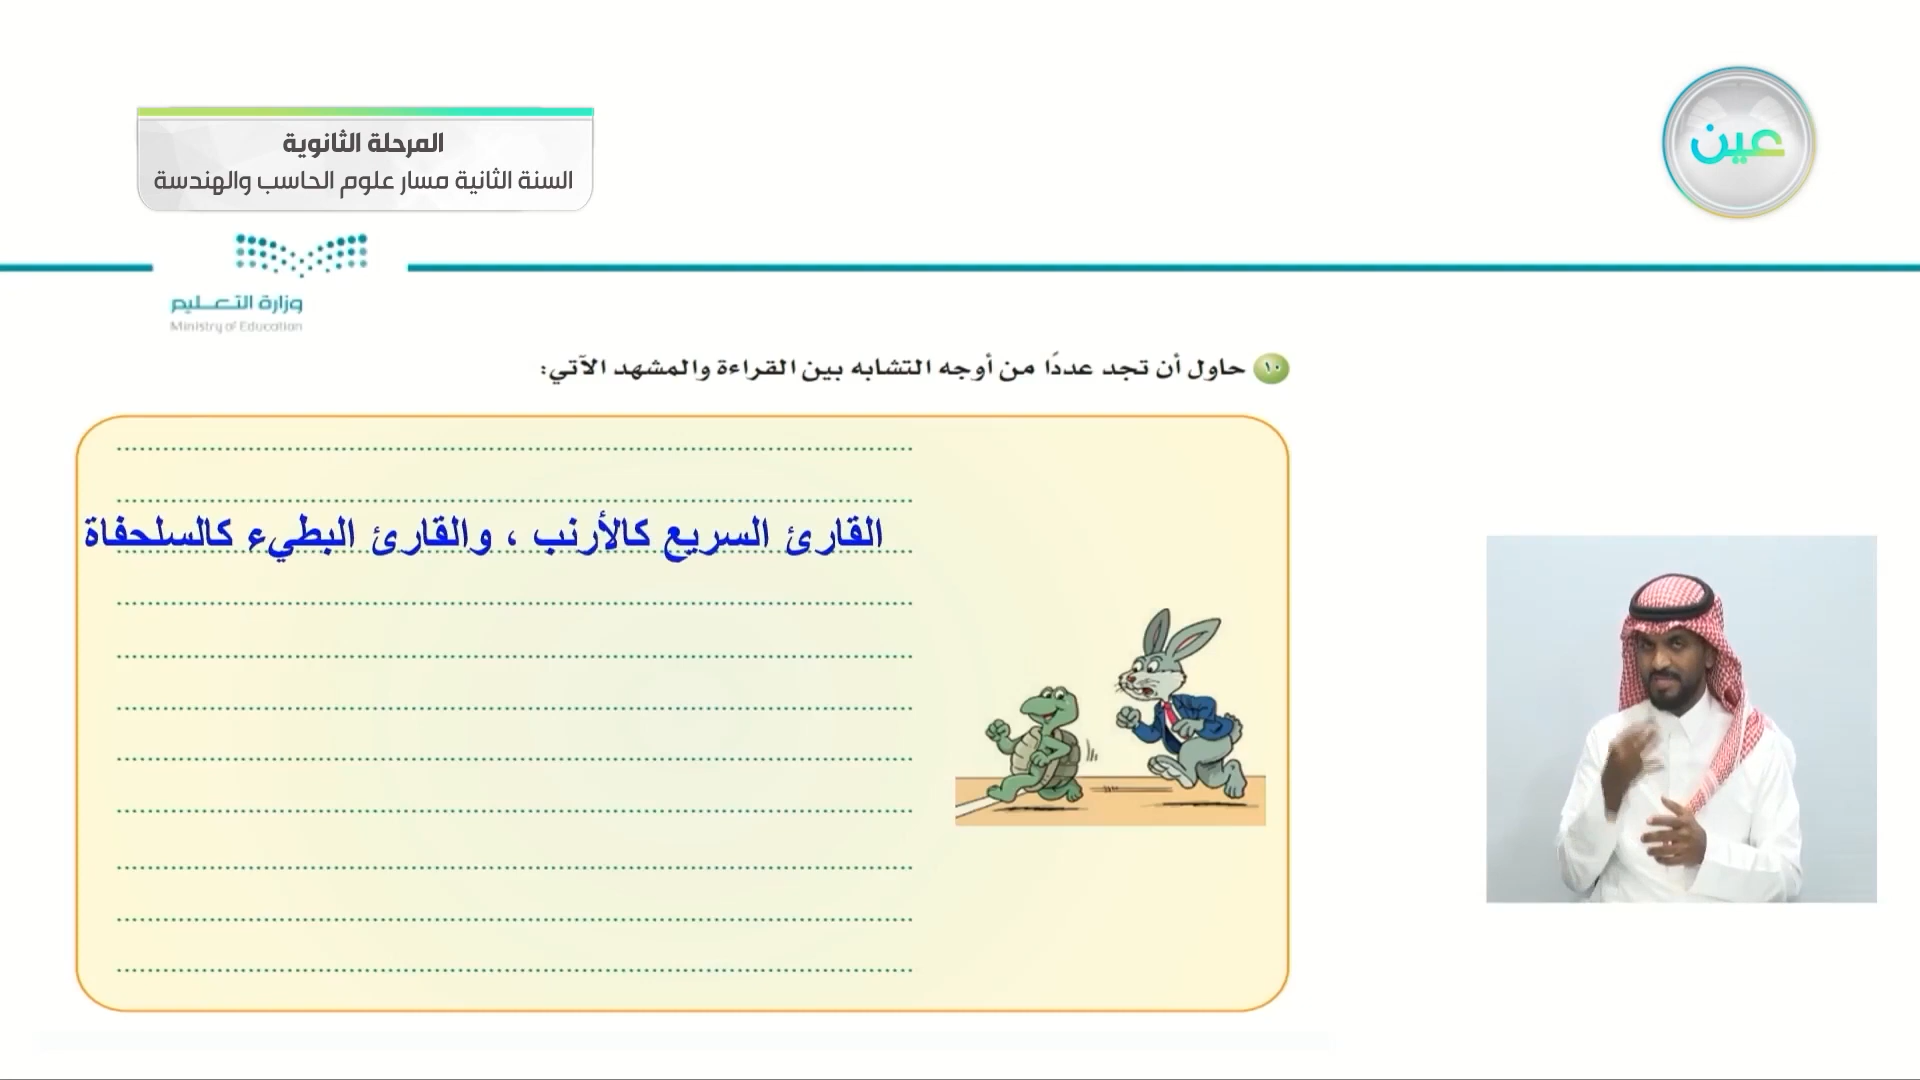 المرحلة الثانوية
السنة الثانية مسار علوم الحاسب والهندسة
عين
وزارة التعليم
Ministry of Education
١٠ حاول أن تجد عددًا من أوجه التشابه بين القراءة والمشهد الآتي:
القارئ السريع كالأرنب ، والقارئ البطيء كالسلحفاة